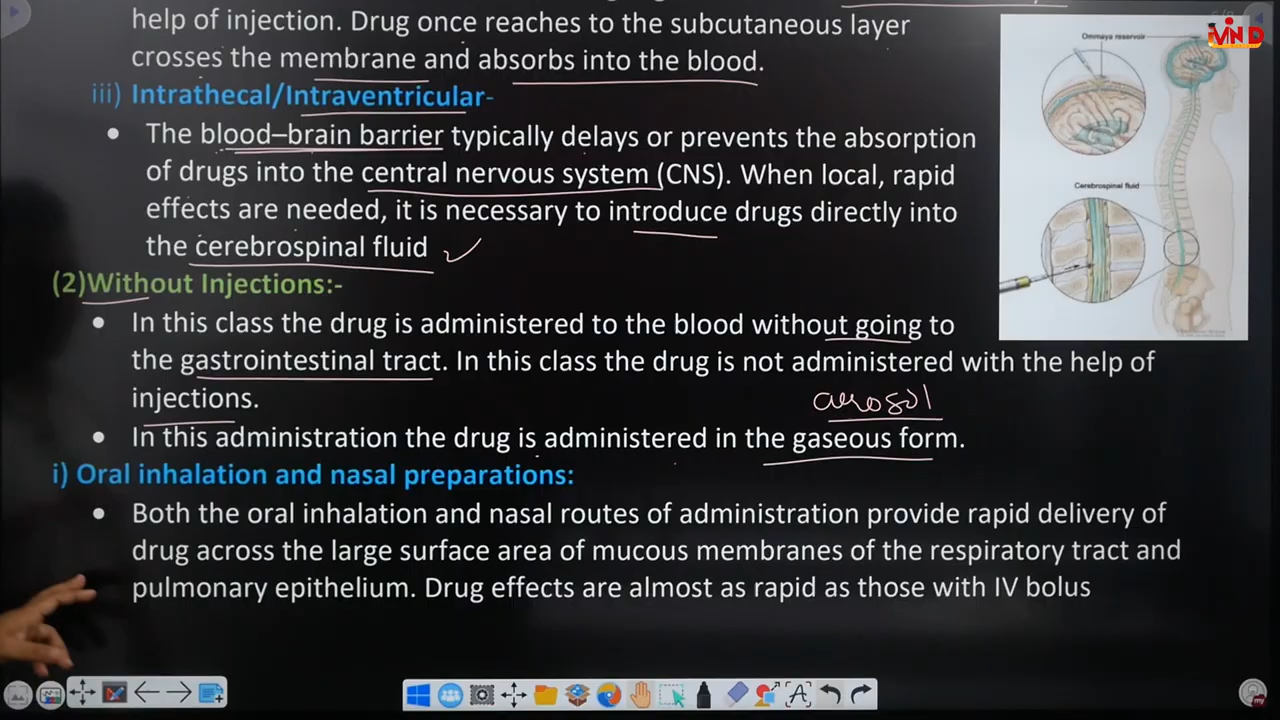 help of injection. Drug once reaches to the subcutaneous layer
crosses the membrane and absorbs into the blood.
iii) Intrathecal/Intraventricular-
• The blood–brain barrier typically delays or prevents the absorption
of drugs into the central nervous system (CNS). When local, rapid
effects are needed, it is necessary to introduce drugs directly into
the cerebrospinal fluid
(2)Without Injections:-
• In this class the drug is administered to the blood without going to
the gastrointestinal tract. In this class the drug is not administered with the help of
injections.
aerosol
• In this administration the drug is administered in the gaseous form.
i) Oral inhalation and nasal preparations:
• Both the oral inhalation and nasal routes of administration provide rapid delivery of
drug across the large surface area of mucous membranes of the respiratory tract and
pulmonary epithelium. Drug effects are almost as rapid as those with IV bolus
Ommaya reservoir
Cerebrospinal fluid